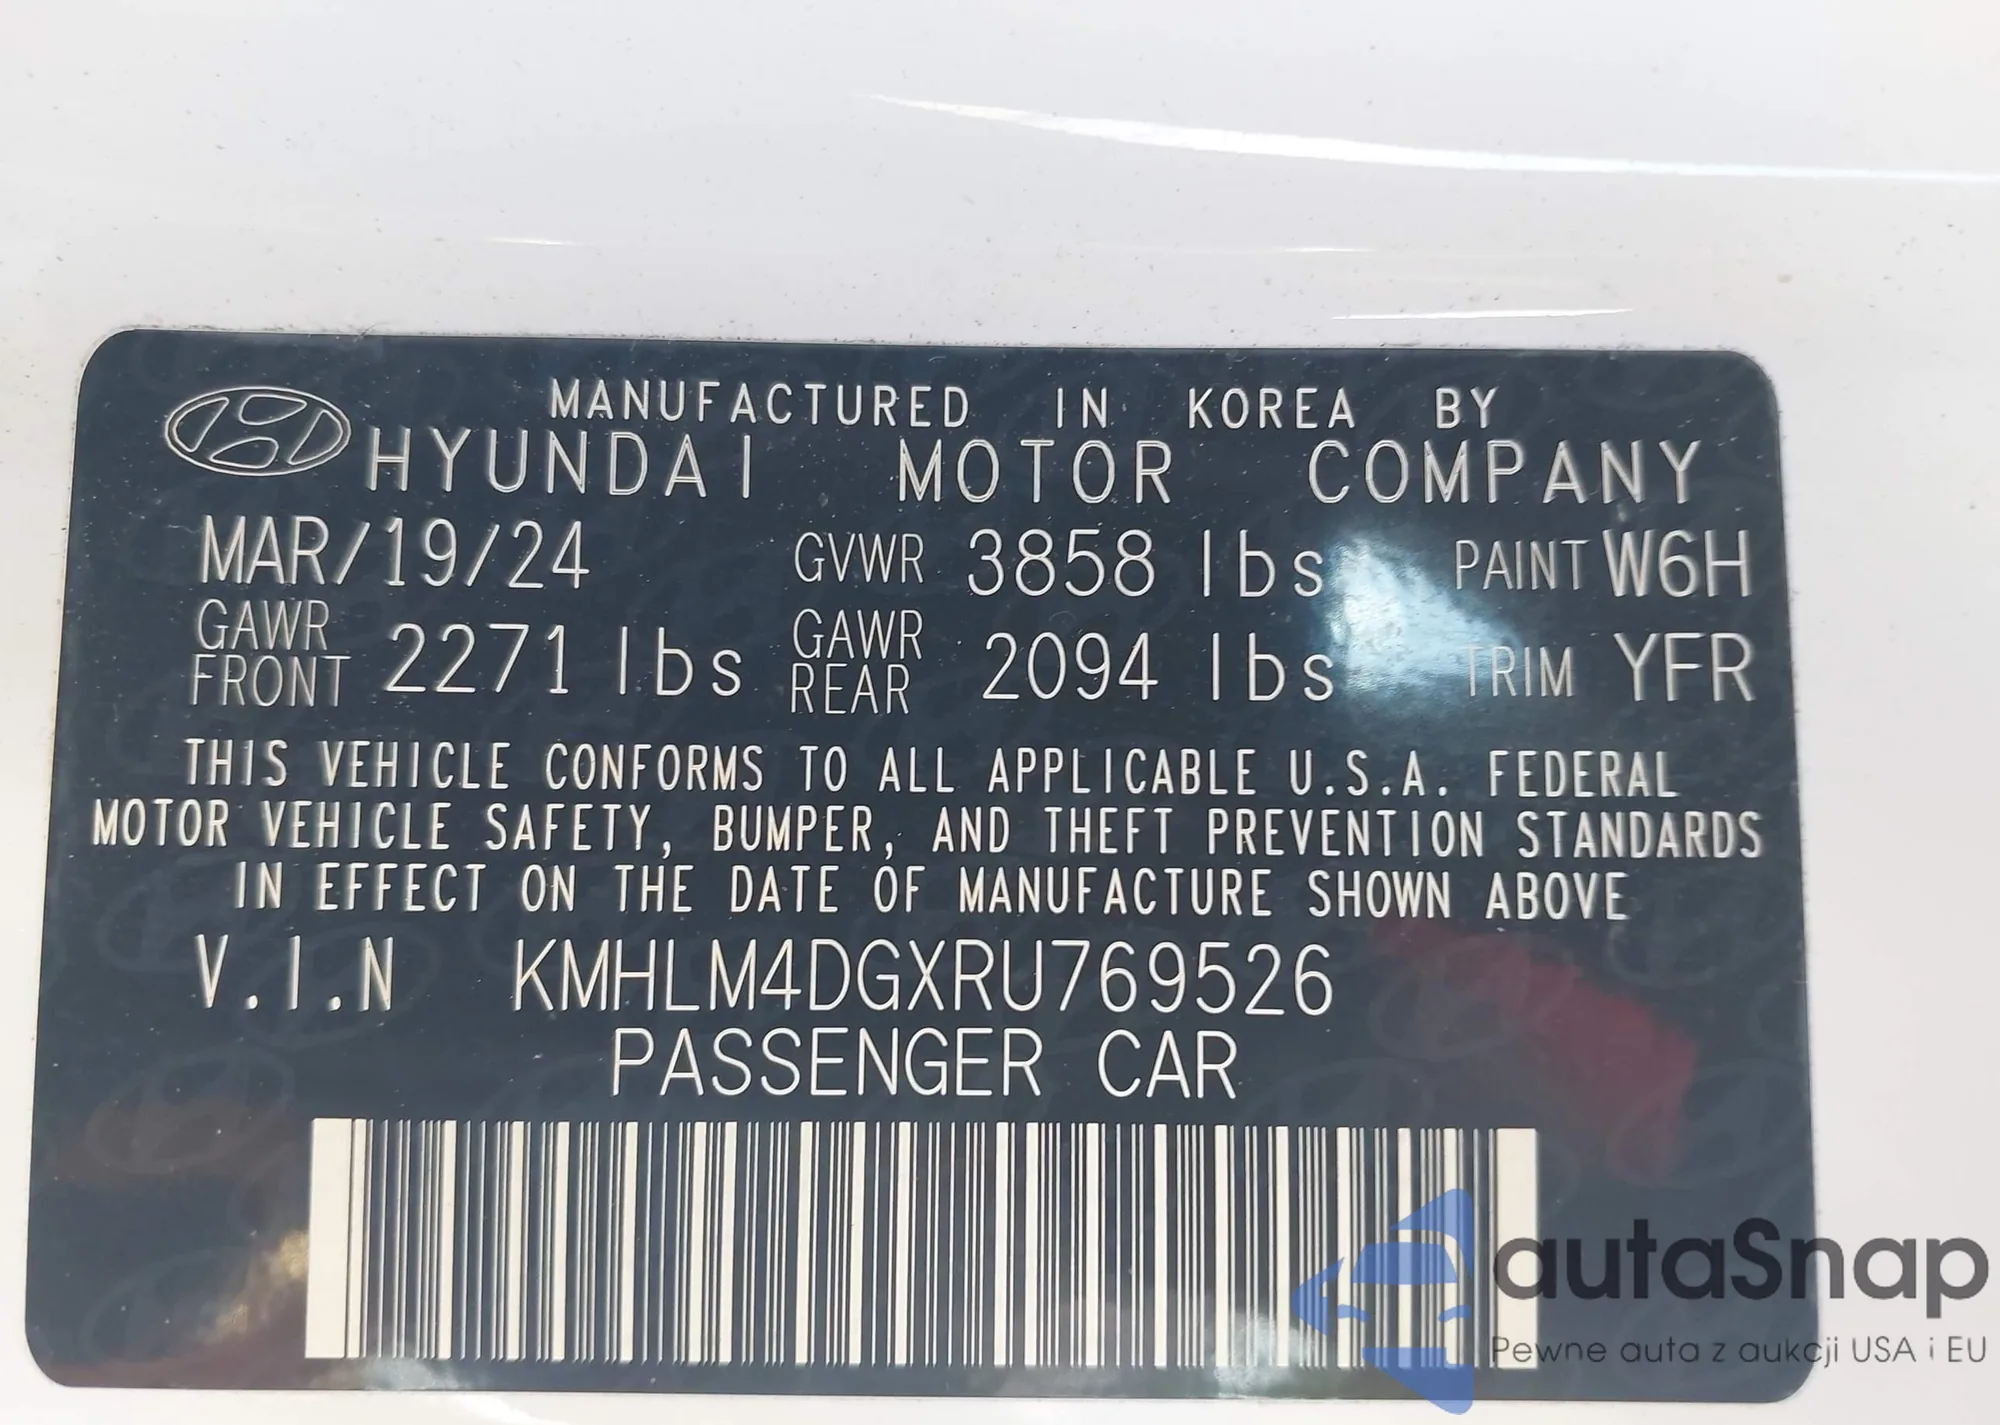 MANUFACTURED IN KOREA BY
HYUNDAI MOTOR COMPANY
MAR/19/24 GVWR 3858 lbs PAINT W6H
GAWR FRONT 2271 lbs GAWR REAR 2094 lbs TRIM YFR
THIS VEHICLE CONFORMS TO ALL APPLICABLE U.S.A. FEDERAL
MOTOR VEHICLE SAFETY, BUMPER, AND THEFT PREVENTION STANDARDS
IN EFFECT ON THE DATE OF MANUFACTURE SHOWN ABOVE
V.I.N KMHLM4DGXRU769526
PASSENGER CAR
autaSnap
Pewne auta z aukcji USA i EU